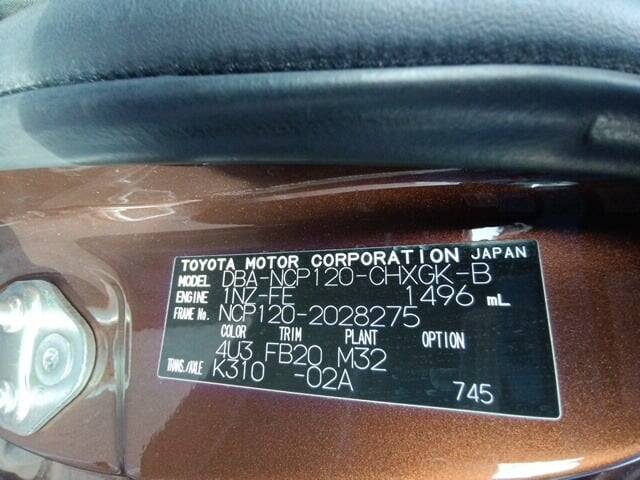 TOYOTA MOTOR CORPORATION JAPAN
MODEL DBA-NCP120-CHXGK-B
ENGINE 1NZ-FE 1496 mL
FRAME No. NCP120-2028275
COLOR TRIM PLANT OPTION
4U3 FB20 M32
TRANS./AXLE K310 -02A
745